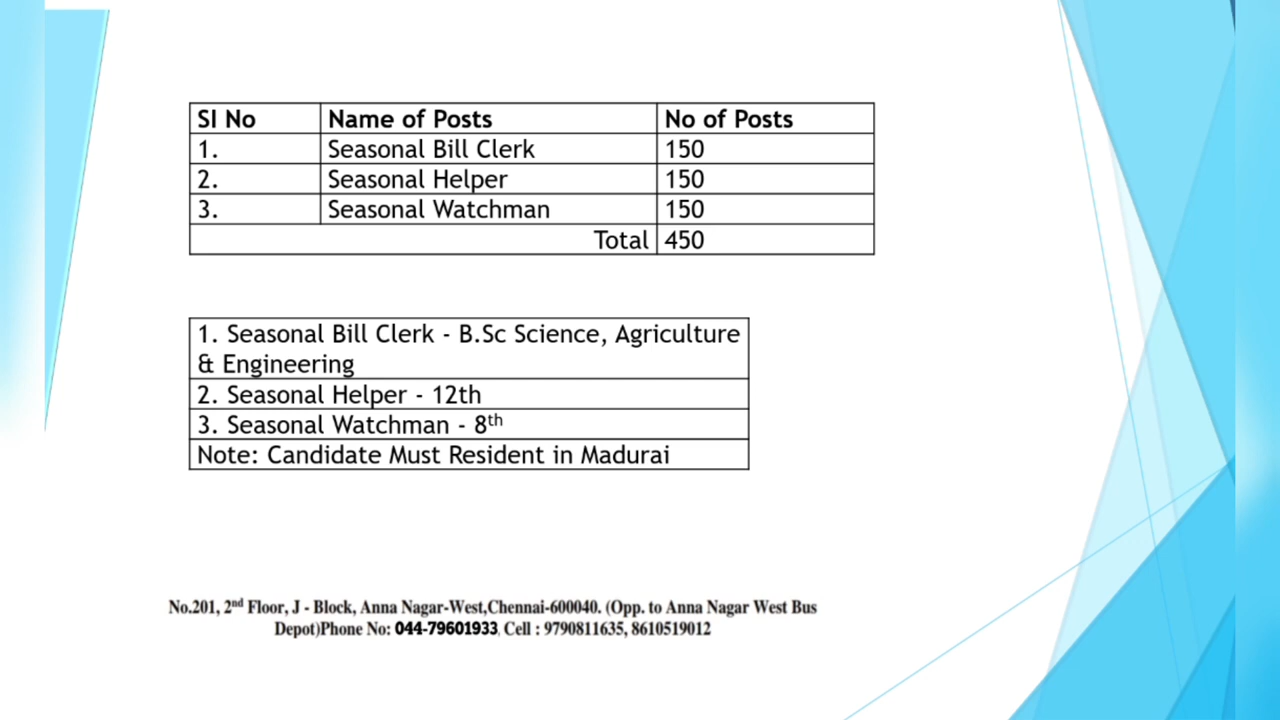 SI No Name of Posts No of Posts
1. Seasonal Bill Clerk 150
2. Seasonal Helper 150
3. Seasonal Watchman 150
Total 450
1. Seasonal Bill Clerk - B.Sc Science, Agriculture
& Engineering
2. Seasonal Helper - 12th
3. Seasonal Watchman - 8th
Note: Candidate Must Resident in Madurai
No.201, 2nd Floor, J - Block, Anna Nagar-West,Chennai-600040. (Opp. to Anna Nagar West Bus
Depot)Phone No: 044-79601933, Cell : 9790811635, 8610519012